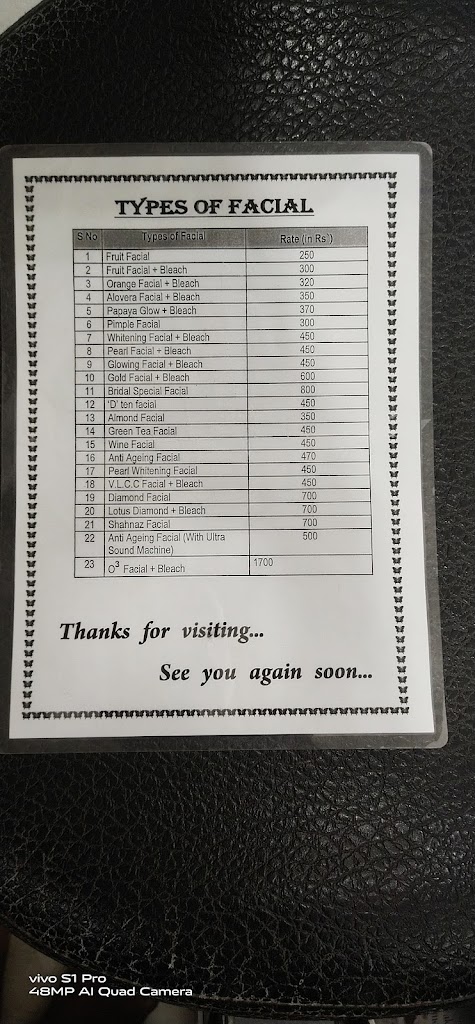 TYPES OF FACIAL
S No Types of Facial Rate (in Rs')
1 Fruit Facial 250
2 Fruit Facial + Bleach 300
3 Orange Facial + Bleach 320
4 Alovera Facial + Bleach 350
5 Papaya Glow + Bleach 370
6 Pimple Facial 300
7 Whitening Facial + Bleach 450
8 Pearl Facial + Bleach 450
9 Glowing Facial + Bleach 450
10 Gold Facial + Bleach 600
11 Bridal Special Facial 800
12 'D' ten facial 450
13 Almond Facial 350
14 Green Tea Facial 450
15 Wine Facial 450
16 Anti Ageing Facial 470
17 Pearl Whitening Facial 450
18 V.L.C.C Facial + Bleach 450
19 Diamond Facial 700
20 Lotus Diamond + Bleach 700
21 Shahnaz Facial 700
22 Anti Ageing Facial (With Ultra 500
Sound Machine)
23 O3 Facial + Bleach 1700
Thanks for visiting...
See you again soon...
vivo S1 Pro
48MP AI Quad Camera